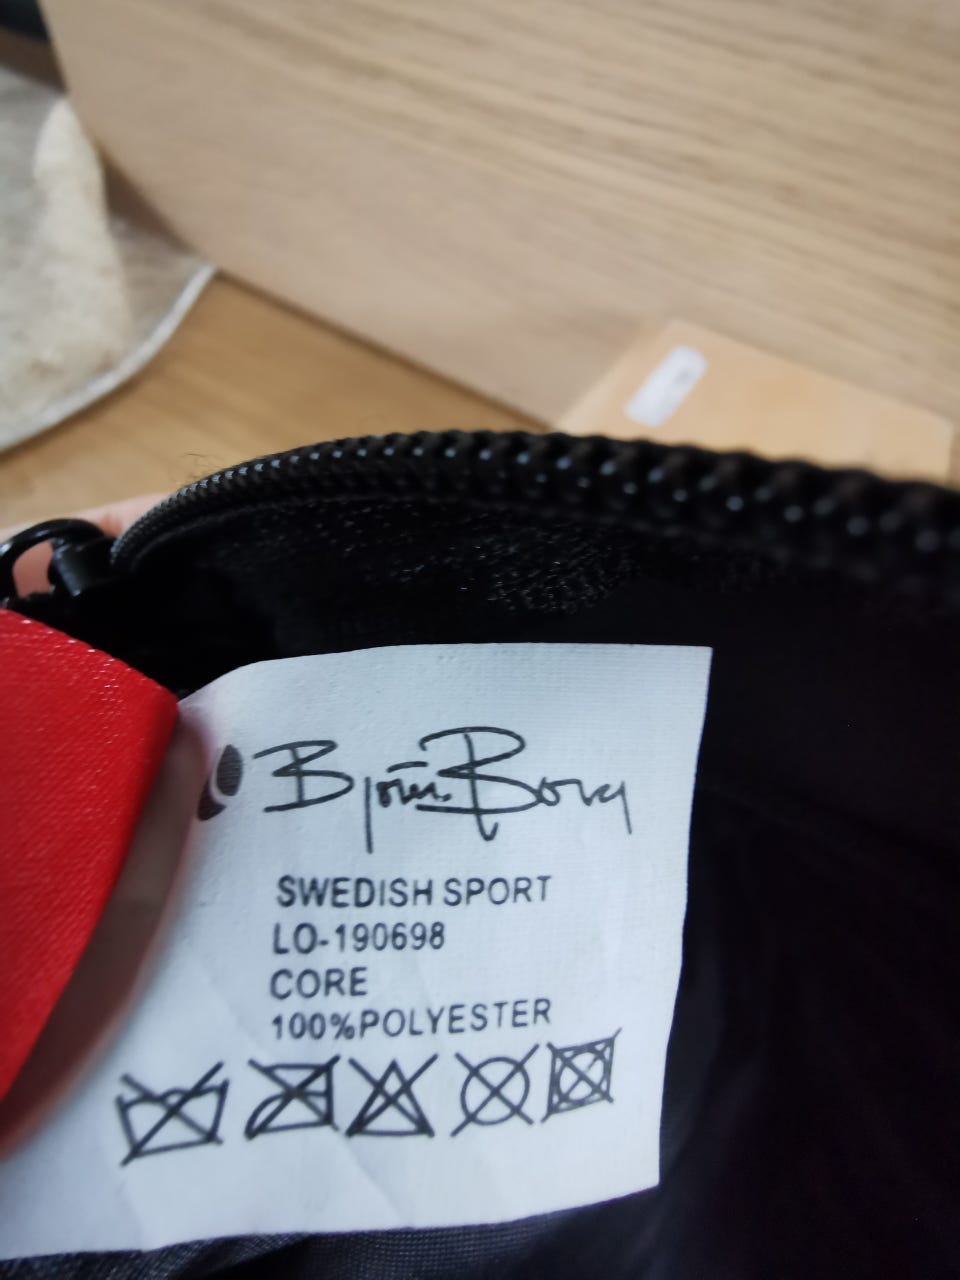 Björn Borg
SWEDISH SPORT
LO-190698
CORE
100%POLYESTER